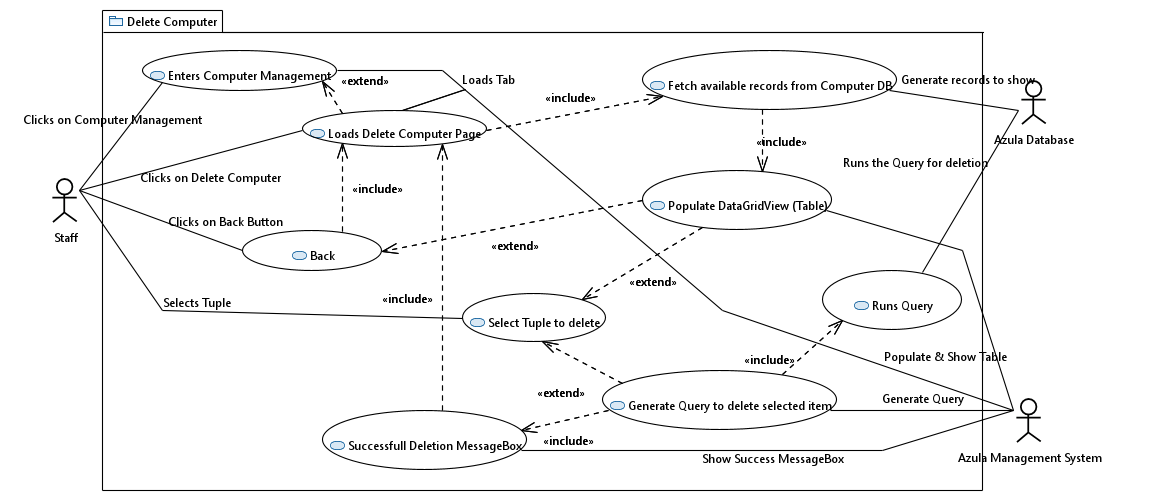 Delete Computer
Enters Computer Management
«extend»
Loads Tab
Fetch available records from Computer DB
Generate records to show
«include»
Clicks on Computer Management
Loads Delete Computer Page
Azula Database
«include»
Runs the Query for deletion
Clicks on Delete Computer
«include»
Populate DataGridView (Table)
Staff
Clicks on Back Button
«extend»
Back
«extend»
Selects Tuple
«include»
Runs Query
Select Tuple to delete
«include»
Populate & Show Table
«extend»
Generate Query
Generate Query to delete selected item
Successfull Deletion MessageBox
«include»
Show Success MessageBox
Azula Management System